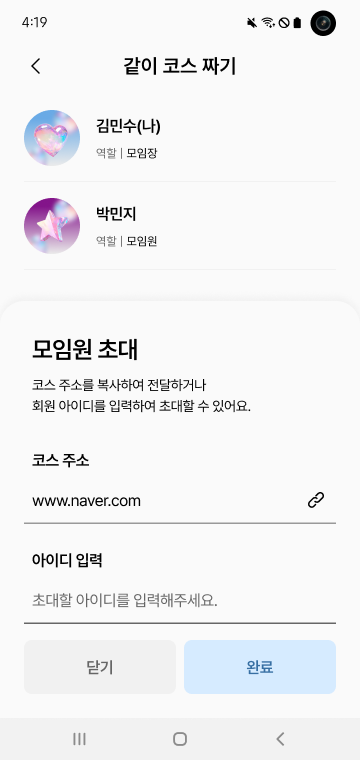 4:19
같이 코스 짜기
김민수(나)
역할 | 모임장
박민지
역할 | 모임원
모임원 초대
코스 주소를 복사하여 전달하거나
회원 아이디를 입력하여 초대할 수 있어요.
코스 주소
www.naver.com
아이디 입력
초대할 아이디를 입력해주세요.
닫기
완료